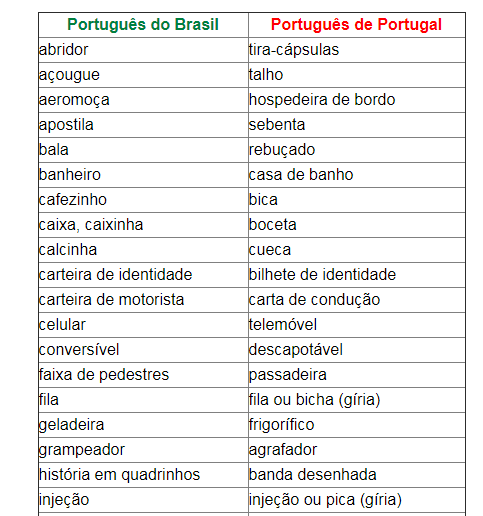 Português do Brasil Português de Portugal
abridor tira-cápsulas
açougue talho
aeromoça hospedeira de bordo
apostila sebenta
bala rebuçado
banheiro casa de banho
cafezinho bica
caixa, caixinha boceta
calcinha cueca
carteira de identidade bilhete de identidade
carteira de motorista carta de condução
celular telemóvel
conversível descapotável
faixa de pedestres passadeira
fila fila ou bicha (gíria)
geladeira frigorífico
grampeador agrafador
história em quadrinhos banda desenhada
injeção injeção ou pica (gíria)